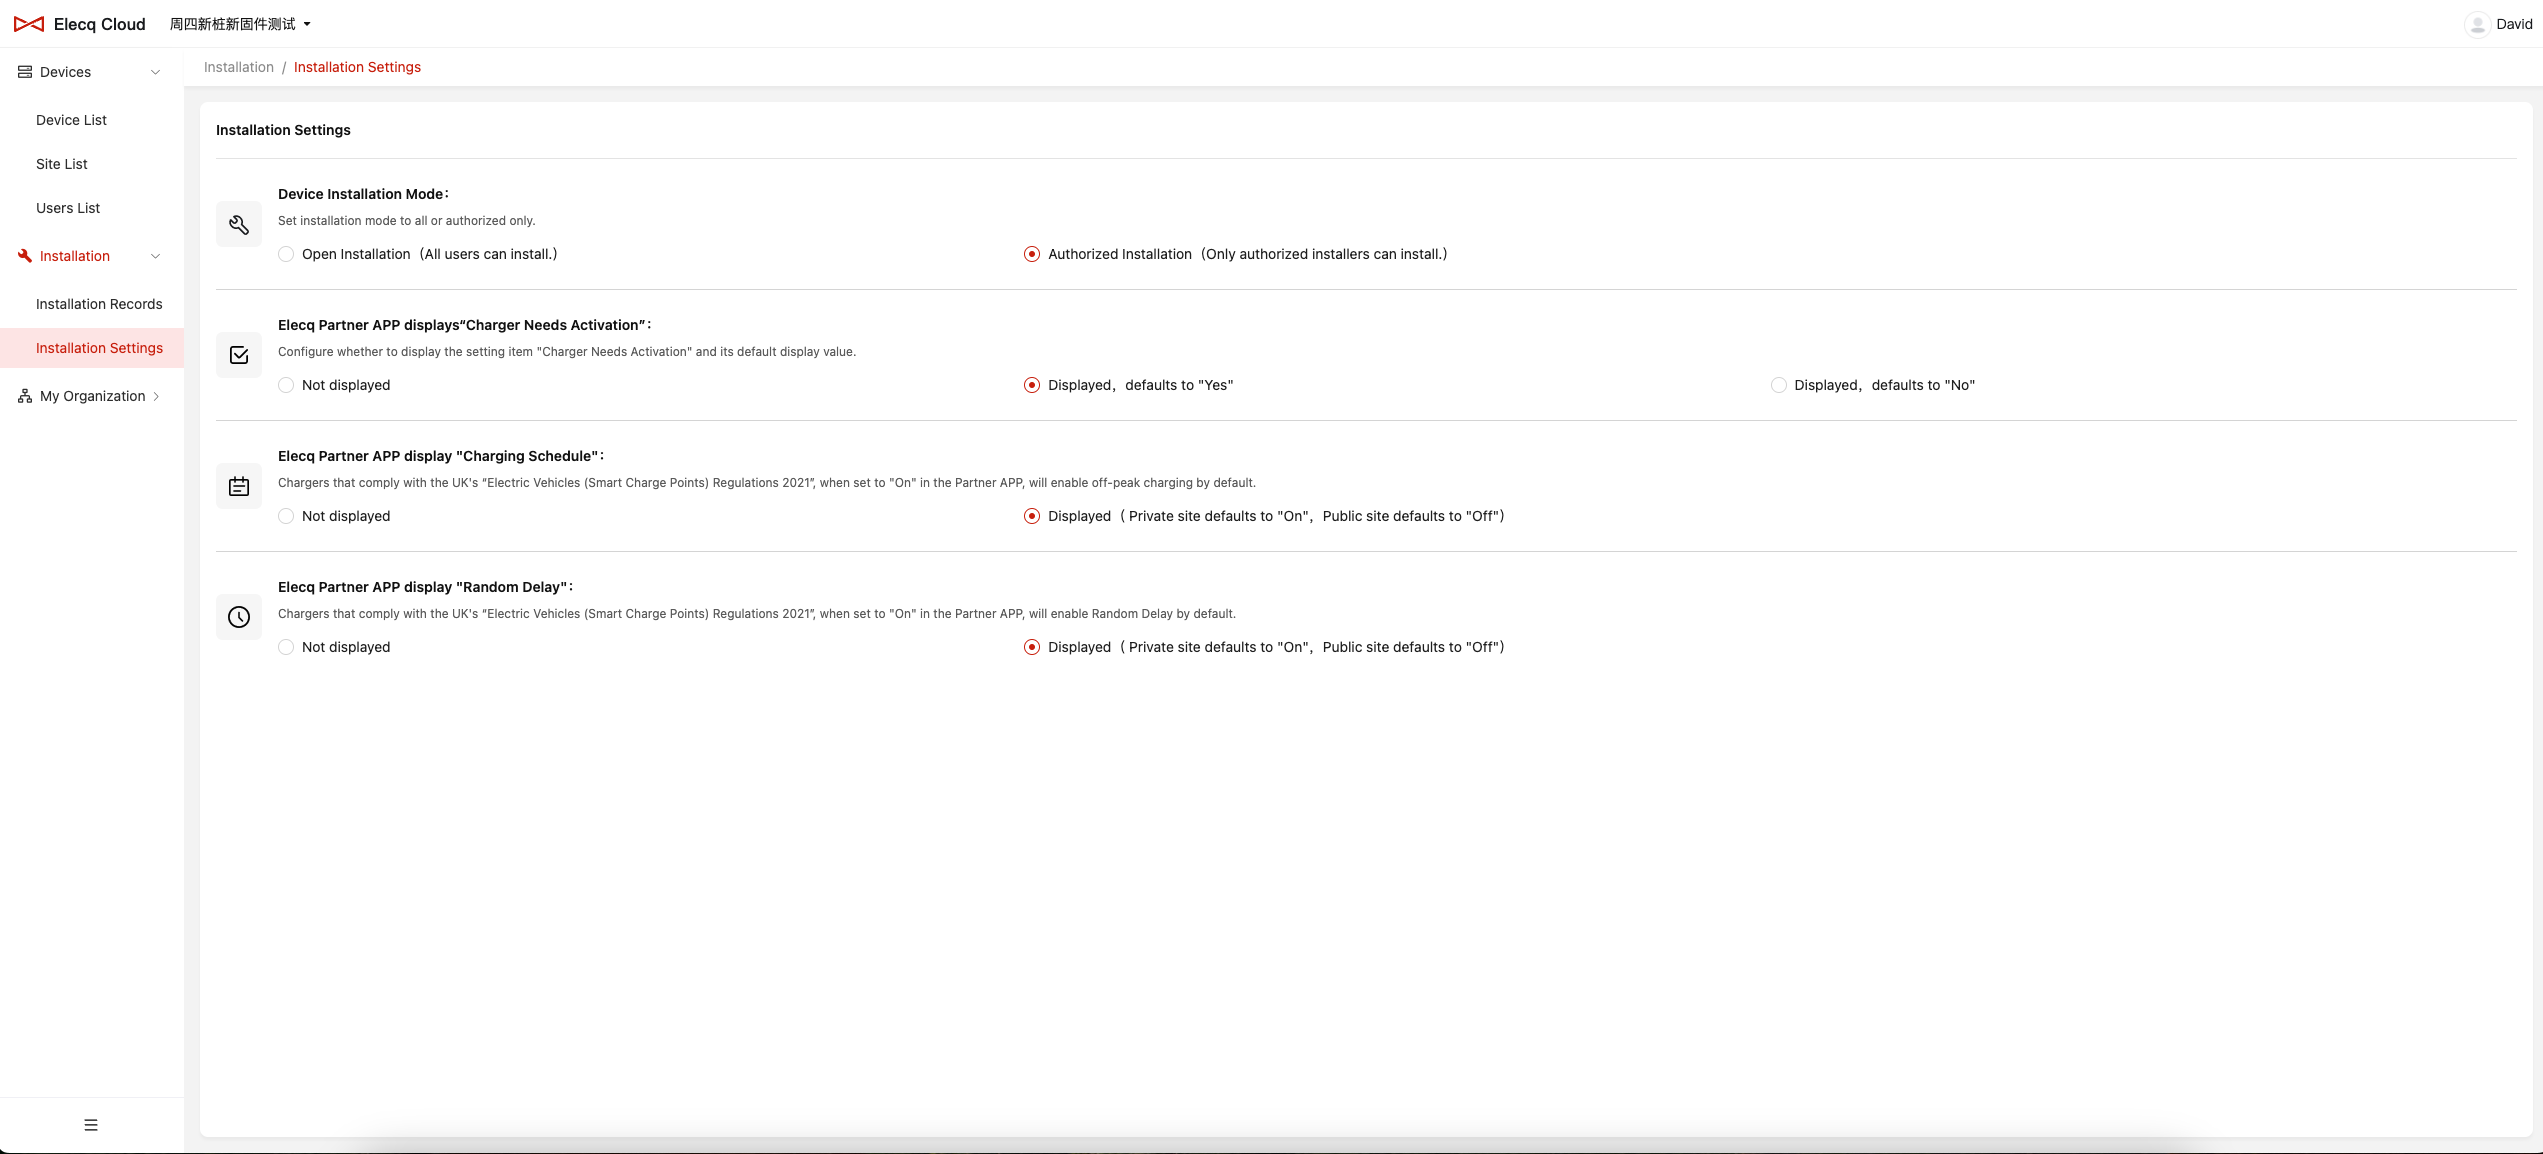 Elecq Cloud
周四新桩新固件测试
David
Devices
Device List
Site List
Users List
Installation
Installation Records
Installation Settings
My Organization
Installation / Installation Settings
Installation Settings
Device Installation Mode：
Set installation mode to all or authorized only.
Open Installation（All users can install.） Authorized Installation（Only authorized installers can install.）
Elecq Partner APP displays“Charger Needs Activation”：
Configure whether to display the setting item "Charger Needs Activation" and its default display value.
Not displayed Displayed，defaults to "Yes" Displayed，defaults to "No"
Elecq Partner APP display "Charging Schedule"：
Chargers that comply with the UK's “Electric Vehicles (Smart Charge Points) Regulations 2021”, when set to "On" in the Partner APP, will enable off-peak charging by default.
Not displayed Displayed（ Private site defaults to "On"，Public site defaults to "Off"）
Elecq Partner APP display "Random Delay"：
Chargers that comply with the UK's “Electric Vehicles (Smart Charge Points) Regulations 2021”, when set to "On" in the Partner APP, will enable Random Delay by default.
Not displayed Displayed（ Private site defaults to "On"，Public site defaults to "Off"）